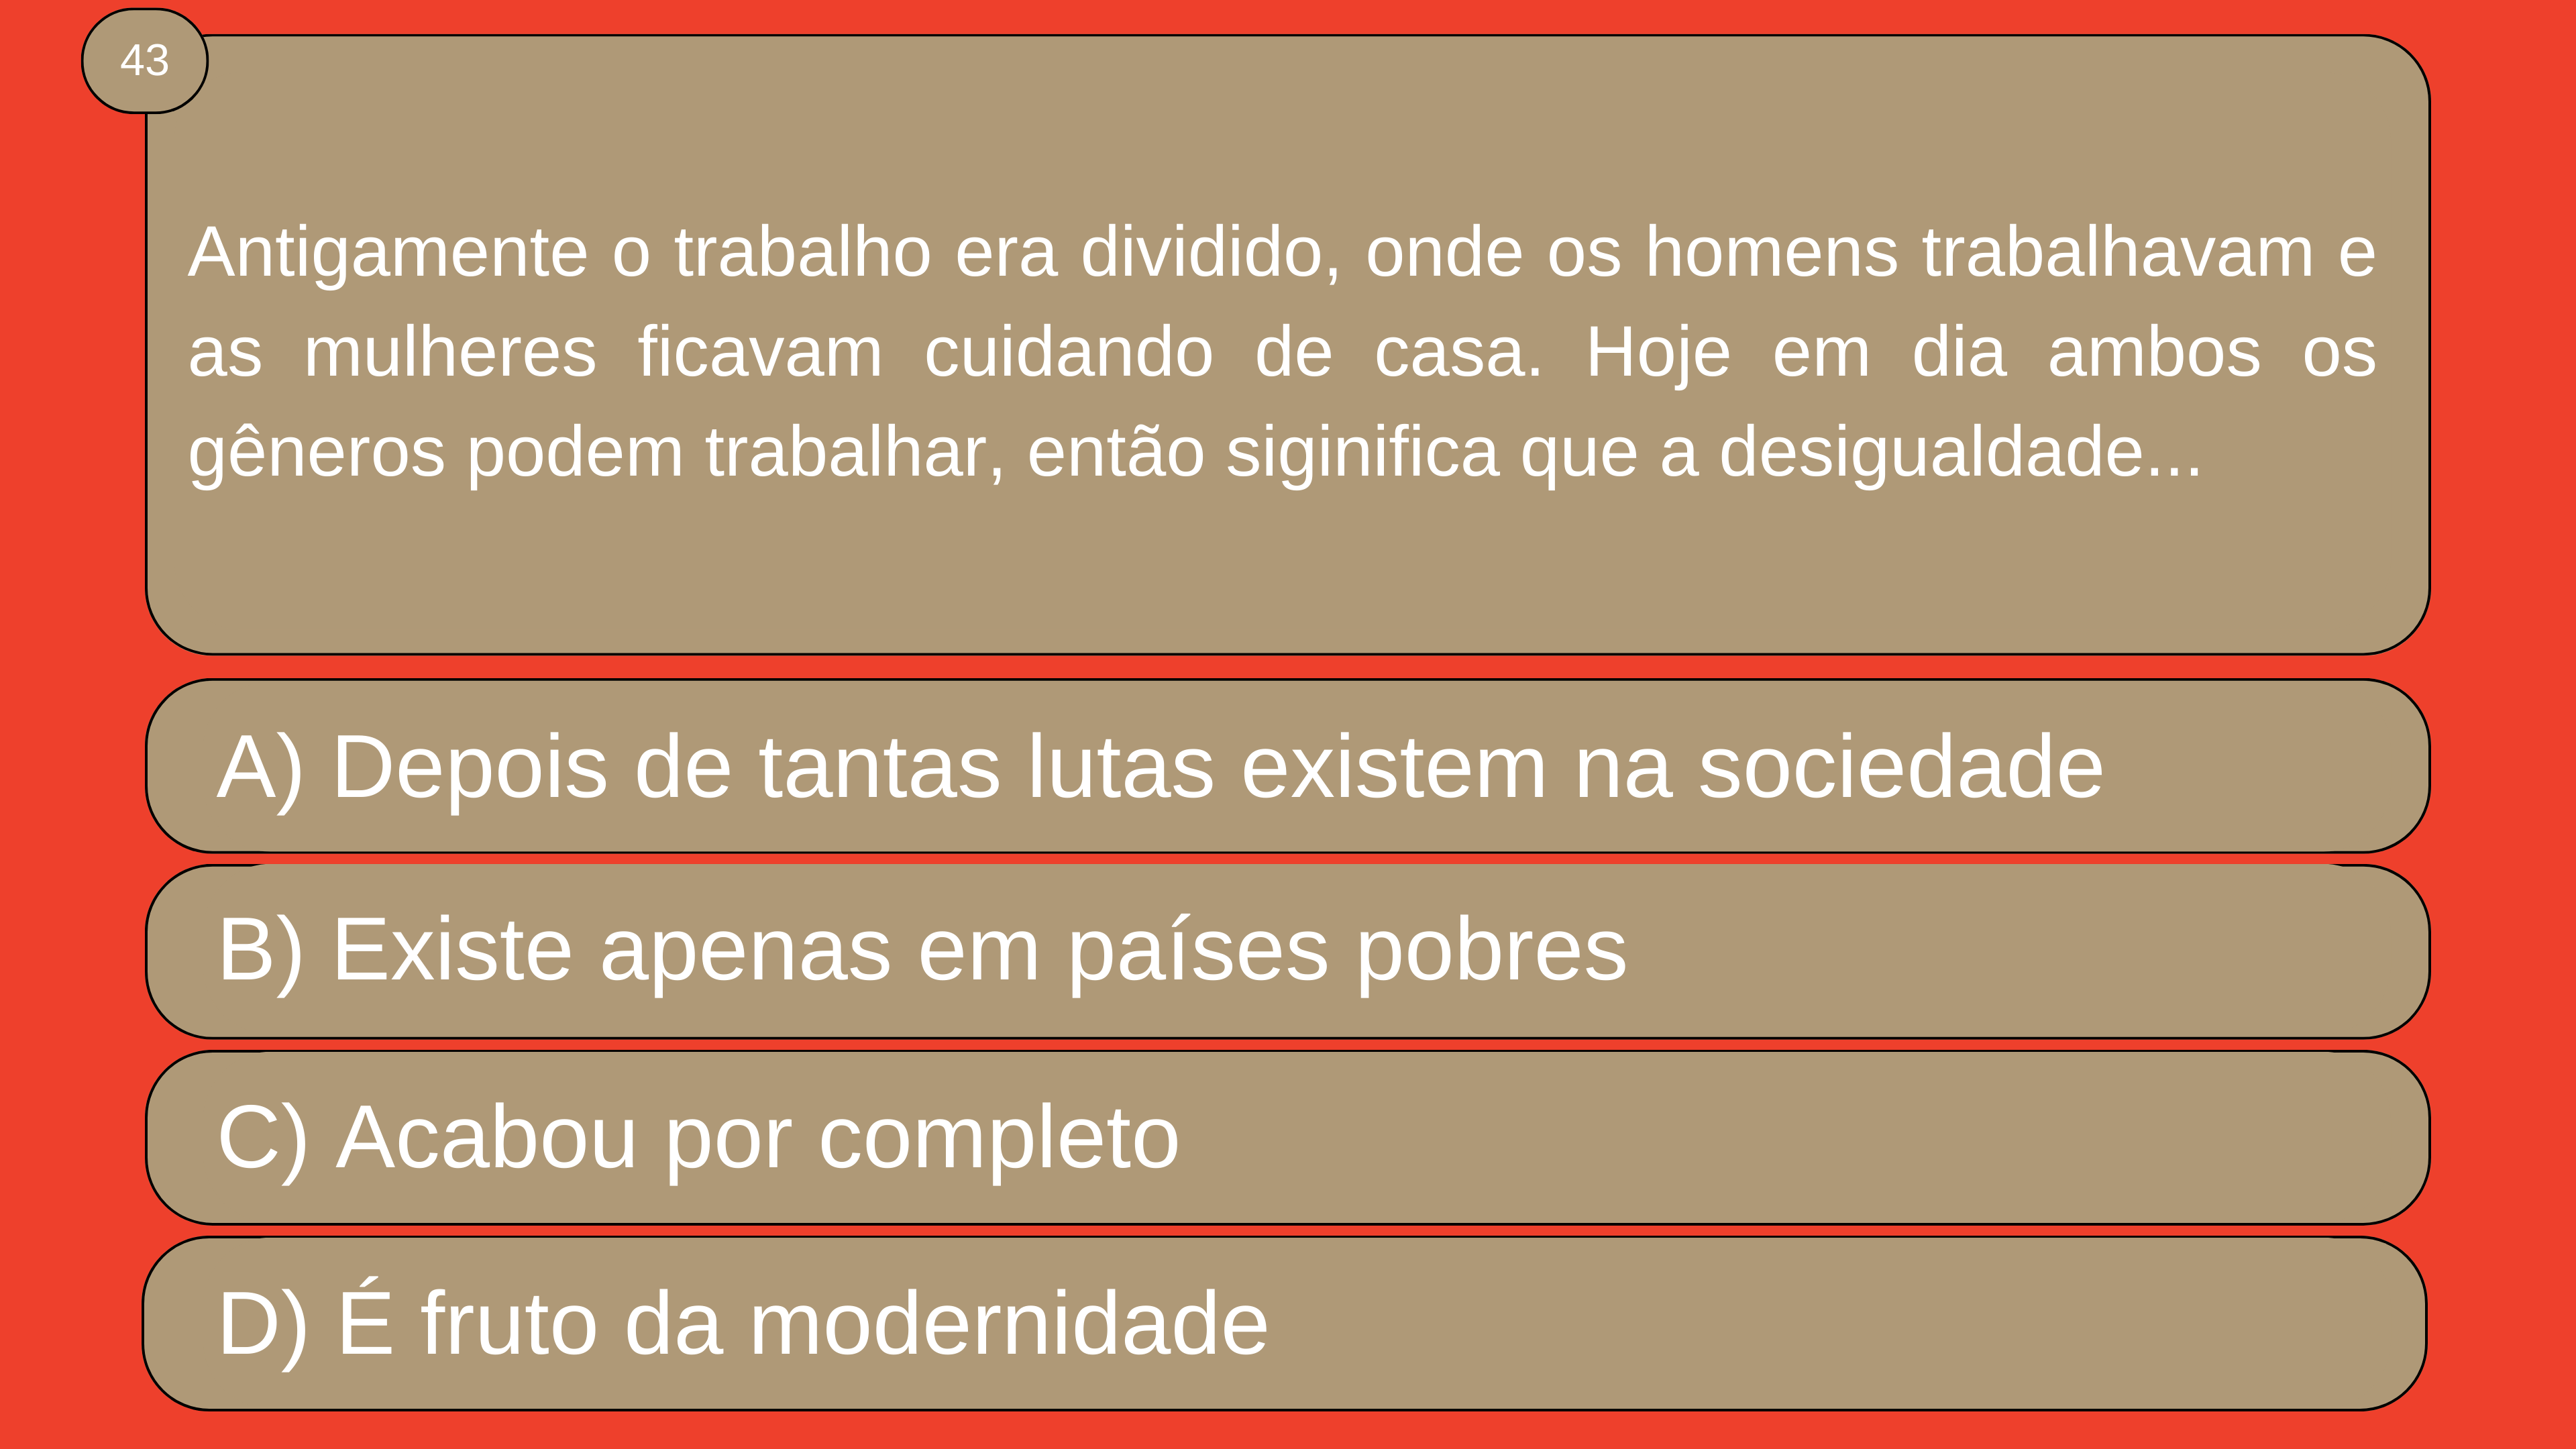 43
Antigamente o trabalho era dividido, onde os homens trabalhavam e
as mulheres ficavam cuidando de casa. Hoje em dia ambos os
gêneros podem trabalhar, então siginifica que a desigualdade...
A) Depois de tantas lutas existem na sociedade
B) Existe apenas em países pobres
C) Acabou por completo
D) É fruto da modernidade